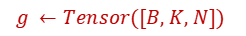 g ← Tensor([B, K, N])